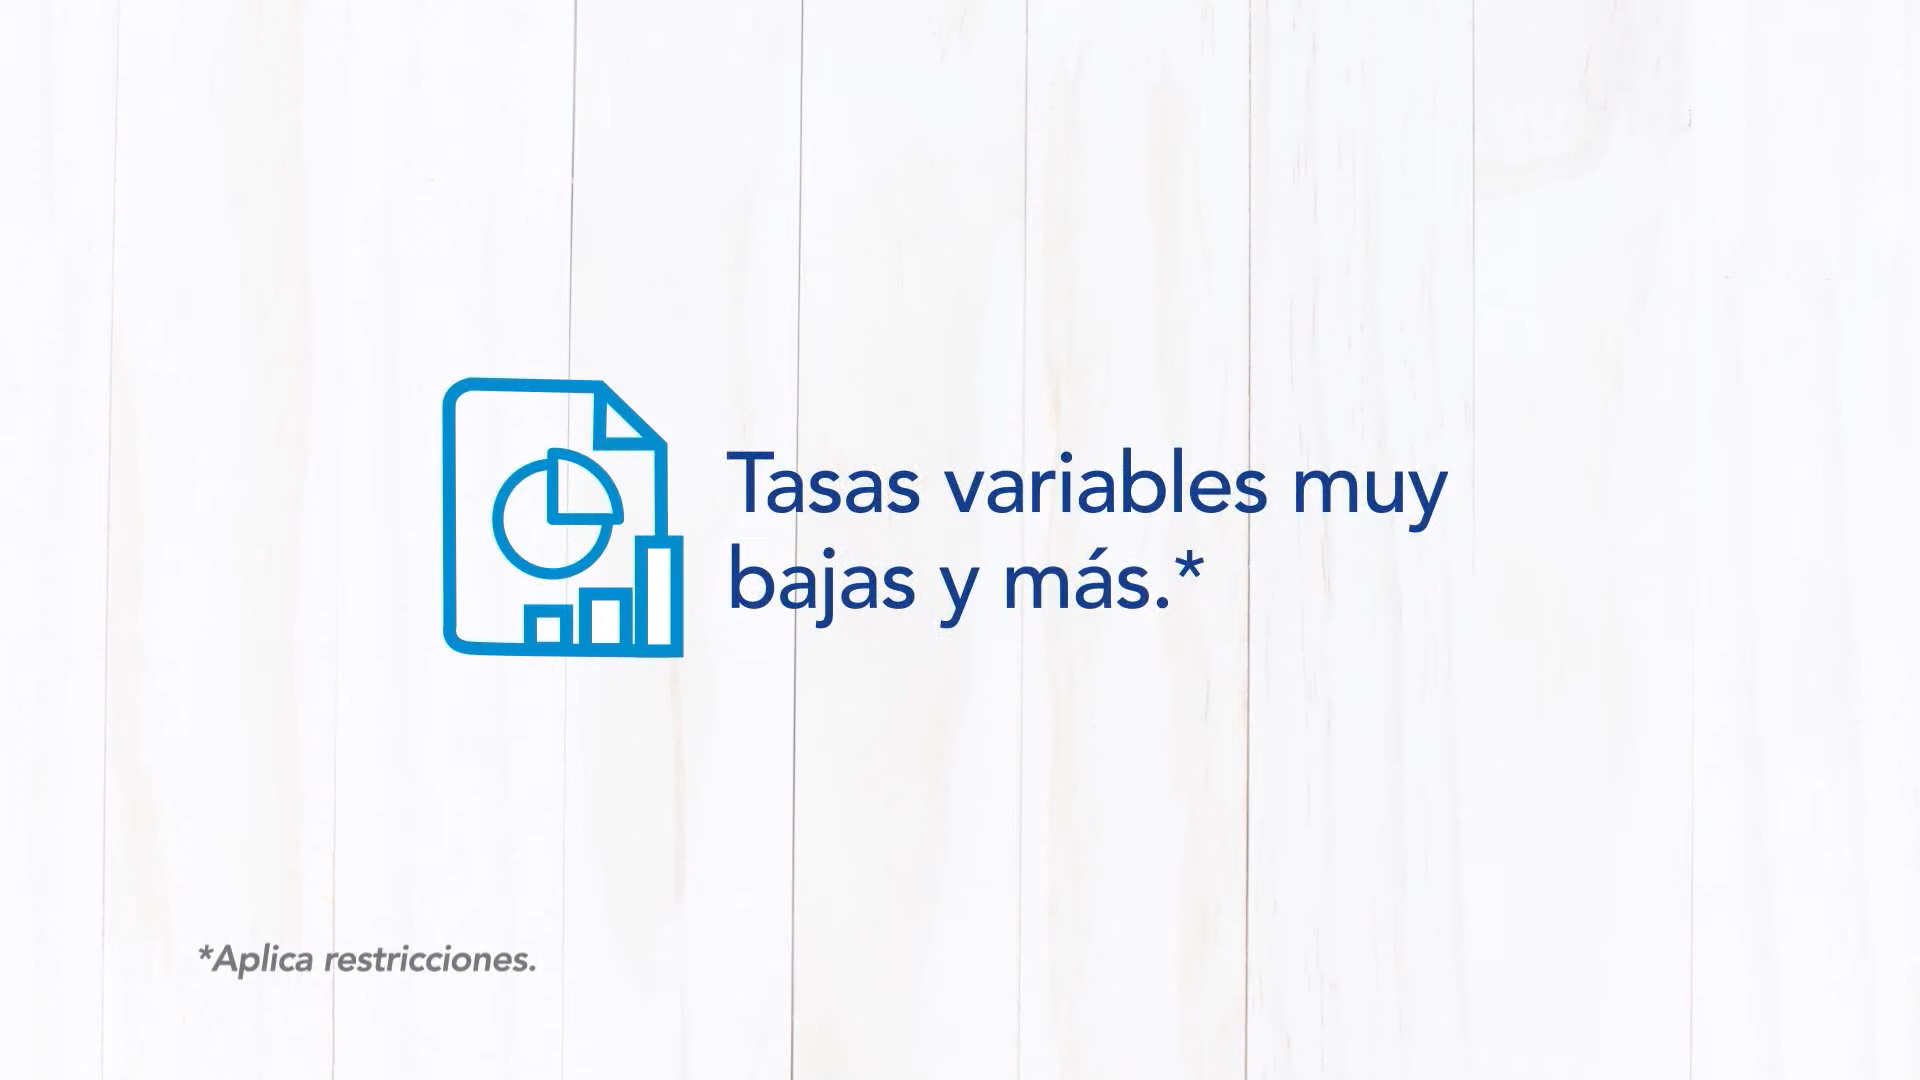 Tasas variables muy
bajas y más.*
*Aplica restricciones.